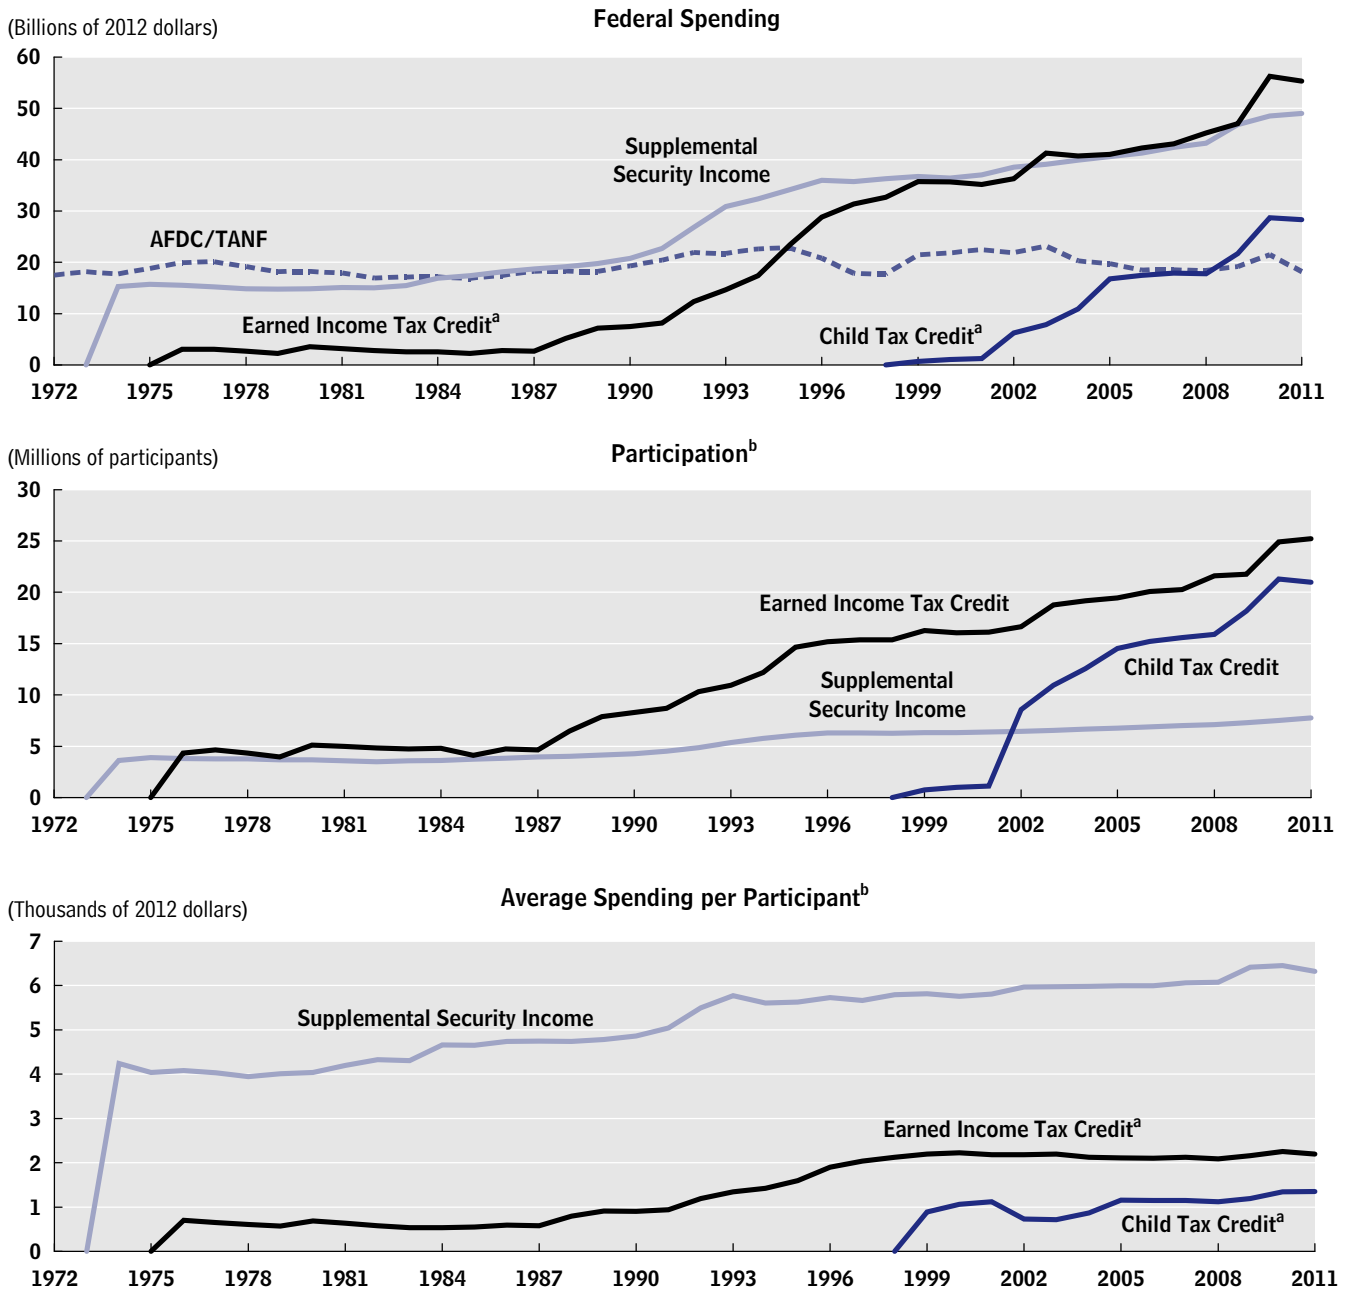 Federal Spending
(Billions of 2012 dollars)
60
50
40
30
20
10
0
Supplemental
Security Income
AFDC/TANF
Earned Income Tax Credit^a
Child Tax Credit^a
1972 1975 1978 1981 1984 1987 1990 1993 1996 1999 2002 2005 2008 2011
Participation^b
(Millions of participants)
30
25
20
15
10
5
0
Earned Income Tax Credit
Child Tax Credit
Supplemental
Security Income
1972 1975 1978 1981 1984 1987 1990 1993 1996 1999 2002 2005 2008 2011
Average Spending per Participant^b
(Thousands of 2012 dollars)
7
6
5
4
3
2
1
0
Supplemental Security Income
Earned Income Tax Credit^a
Child Tax Credit^a
1972 1975 1978 1981 1984 1987 1990 1993 1996 1999 2002 2005 2008 2011